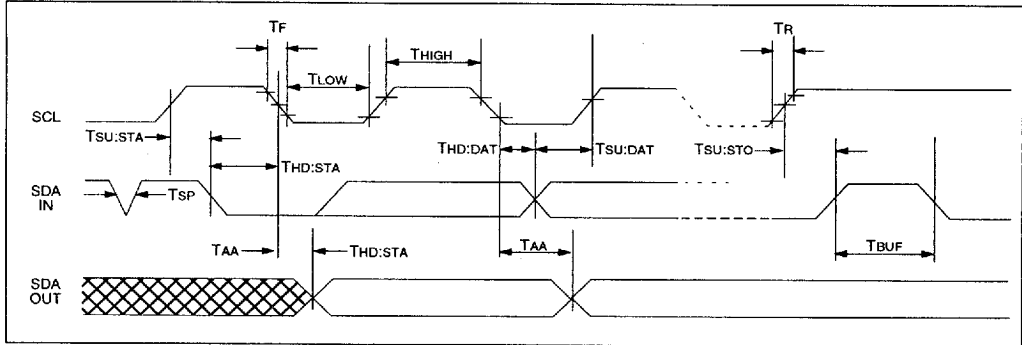 TF
TR
TLOW
THIGH
SCL
TSU:STA
THD:DAT
TSU:DAT
TSU:STO
THD:STA
SDA
IN
TSP
TAA
THD:STA
TAA
TBUF
SDA
OUT